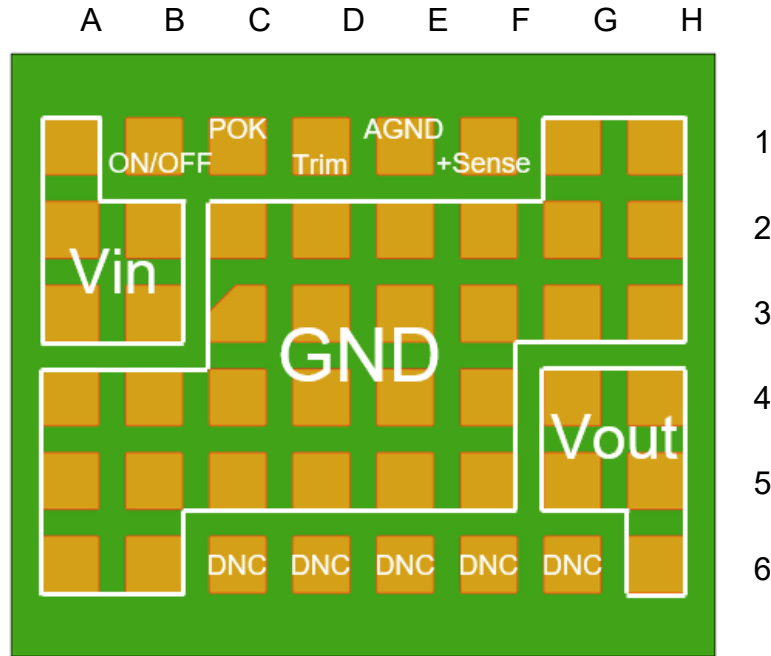 A B C D E F G H
POK AGND 1
ON/OFF Trim +Sense
2
Vin
3
GND
4
Vout
5
DNC DNC DNC DNC DNC 6